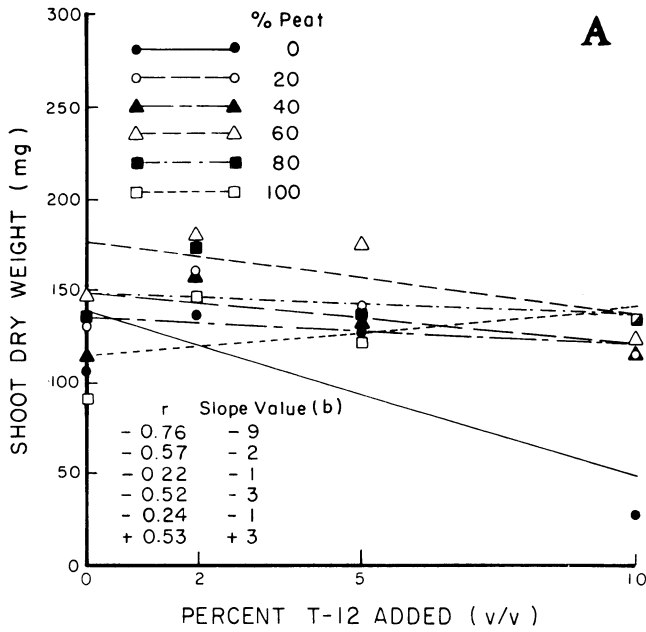 A
% Peat
0
20
40
60
80
100
SHOOT DRY WEIGHT (mg)
300
250
200
150
100
50
0
r Slope Value (b)
- 0.76 - 9
- 0.57 - 2
- 0.22 - 1
- 0.52 - 3
- 0.24 - 1
+ 0.53 + 3
0 2 5 10
PERCENT T-12 ADDED (v/v)